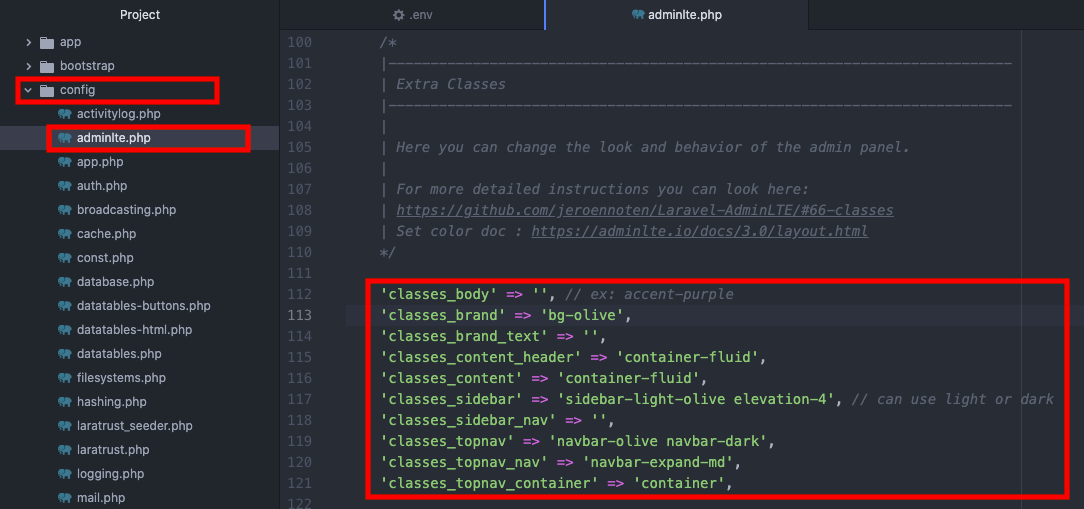 Project
app
bootstrap
config
activitylog.php
adminlte.php
app.php
auth.php
broadcasting.php
cache.php
const.php
database.php
datatables-buttons.php
datatables-html.php
datatables.php
filesystems.php
hashing.php
laratrust_seeder.php
laratrust.php
logging.php
mail.php
.env
adminlte.php
100 /*
101 |--------------------------------------------------------------------------
102 | Extra Classes
103 |--------------------------------------------------------------------------
104 |
105 | Here you can change the look and behavior of the admin panel.
106 |
107 | For more detailed instructions you can look here:
108 | https://github.com/jeroennoten/Laravel-AdminLTE/#66-classes
109 | Set color doc : https://adminlte.io/docs/3.0/layout.html
110 */
111
112 'classes_body' => '', // ex: accent-purple
113 'classes_brand' => 'bg-olive',
114 'classes_brand_text' => '',
115 'classes_content_header' => 'container-fluid',
116 'classes_content' => 'container-fluid',
117 'classes_sidebar' => 'sidebar-light-olive elevation-4', // can use light or dark
118 'classes_sidebar_nav' => '',
119 'classes_topnav' => 'navbar-olive navbar-dark',
120 'classes_topnav_nav' => 'navbar-expand-md',
121 'classes_topnav_container' => 'container',
122